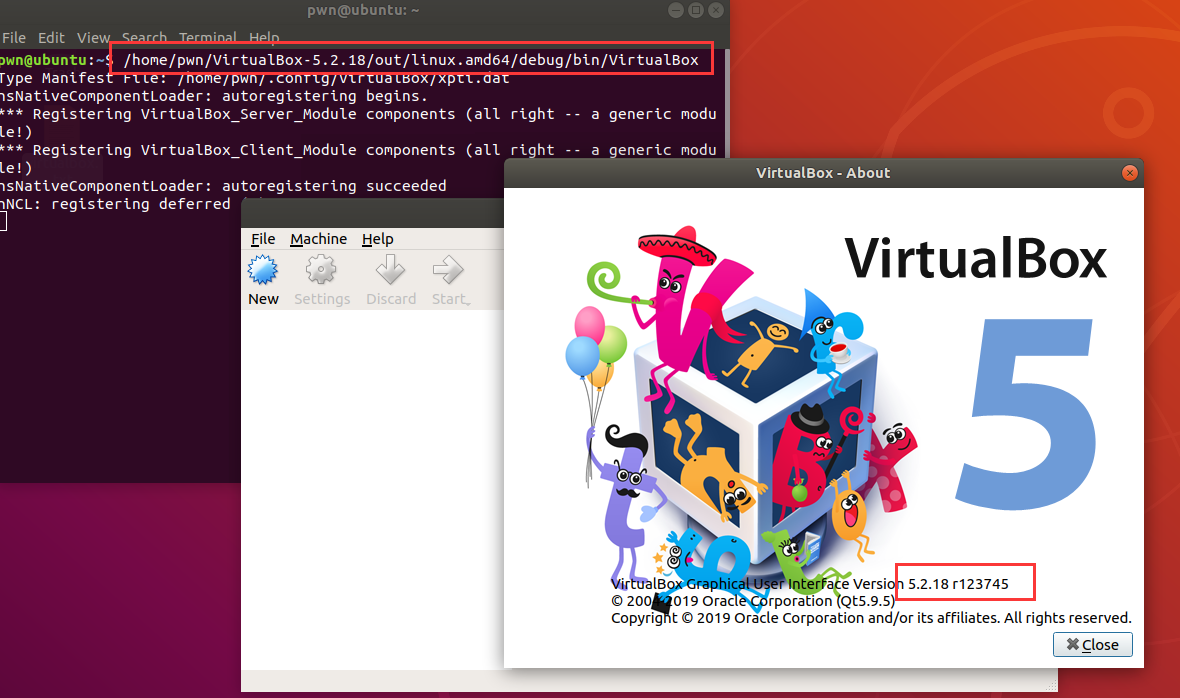 pwn@ubuntu: ~
File Edit View Search Terminal Help
pwn@ubuntu:~$ /home/pwn/VirtualBox-5.2.18/out/linux.amd64/debug/bin/VirtualBox
Type Manifest File: /home/pwn/.config/VirtualBox/xpti.dat
nsNativeComponentLoader: autoregistering begins.
*** Registering VirtualBox_Server_Module components (all right -- a generic modu
le!)
*** Registering VirtualBox_Client_Module components (all right -- a generic modu
le!)
nsNativeComponentLoader: autoregistering succeeded
nNCL: registering deferred
File Machine Help
New Settings Discard Start
VirtualBox - About
VirtualBox
5
VirtualBox Graphical User Interface Version 5.2.18 r123745
2019 Oracle Corporation (Qt5.9.5)
Copyright © 2019 Oracle Corporation and/or its affiliates. All rights reserved.
Close